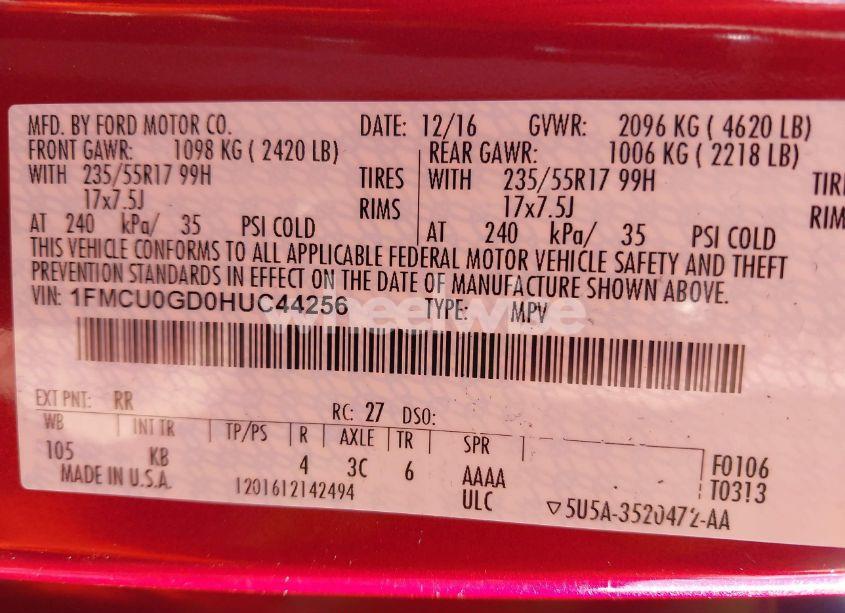 MFD. BY FORD MOTOR CO. DATE: 12/16 GVWR: 2096 KG ( 4620 LB)
FRONT GAWR: 1098 KG ( 2420 LB) REAR GAWR: 1006 KG ( 2218 LB)
WITH 235/55R17 99H TIRES WITH 235/55R17 99H TIR
17x7.5J RIMS 17x7.5J RIM
AT 240 kPa/ 35 PSI COLD AT 240 kPa/ 35 PSI COLD
THIS VEHICLE CONFORMS TO ALL APPLICABLE FEDERAL MOTOR VEHICLE SAFETY AND THEFT
PREVENTION STANDARDS IN EFFECT ON THE DATE OF MANUFACTURE SHOWN ABOVE.
VIN: 1FMCU0GD0HUC44256 TYPE: MPV
wheelwise
EXT PNT: RR RC: 27 DSO:
WB INT TR TP/PS R AXLE TR SPR
105 KB 4 3C 6 AAAA F0106
MADE IN U.S.A. 1201612142494 ULC T0313
▽5U5A-3520472-AA